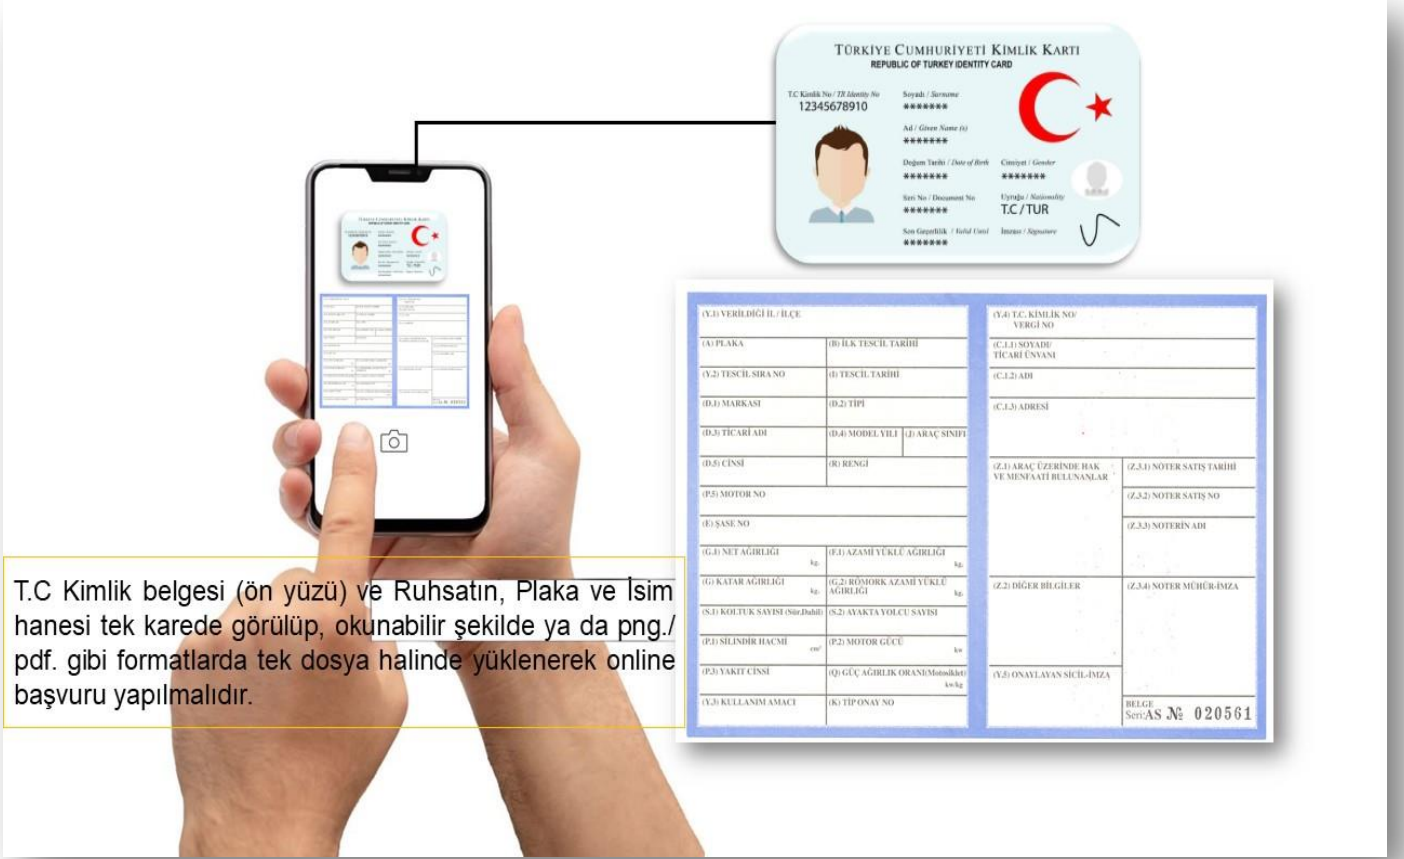 TÜRKİYE CUMHURİYETİ KİMLİK KARTI
REPUBLIC OF TURKEY IDENTITY CARD
T.C Kimlik No / TR Identity No
12345678910
Soyadı / Surname
*******
Ad / Given Name (s)
*******
Doğum Tarihi / Date of Birth
*******
Cinsiyet / Gender
*******
Seri No / Document No
*******
Uyruğu / Nationality
T.C / TUR
Son Geçerlilik / Valid Until
*******
İmzası / Signature
(Y.1) VERİLDİĞİ İL / İLÇE
(A) PLAKA
(B) İLK TESCİL TARİHİ
(Y.2) TESCİL SIRA NO
(I) TESCİL TARİHİ
(D.1) MARKASI
(D.2) TİPİ
(D.3) TİCARİ ADI
(D.4) MODEL YILI
(J) ARAÇ SINIFI
(D.5) CİNSİ
(R) RENGİ
(P.5) MOTOR NO
(E) ŞASE NO
(G.1) NET AĞIRLIĞI
kg.
(F.1) AZAMİ YÜKLÜ AĞIRLIĞI
kg.
(G) KATAR AĞIRLIĞI
kg.
(G.2) RÖMORK AZAMİ YÜKLÜ
AĞIRLIĞI
kg.
(S.1) KOLTUK SAYISI (Sür.Dahil)
(S.2) AYAKTA YOLCU SAYISI
(P.1) SİLİNDİR HACMİ
cm³
(P.2) MOTOR GÜCÜ
kw
(P.3) YAKIT CİNSİ
(Q) GÜÇ AĞIRLIK ORANI(Motosiklet)
kw/kg
(Y.3) KULLANIM AMACI
(K) TİP ONAY NO
(Y.4) T.C. KİMLİK NO/
VERGİ NO
(C.1.1) SOYADI/
TİCARİ ÜNVANI
(C.1.2) ADI
(C.1.3) ADRESİ
(Z.1) ARAÇ ÜZERİNDE HAK
VE MENFAATİ BULUNANLAR
(Z.3.1) NOTER SATIŞ TARİHİ
(Z.3.2) NOTER SATIŞ NO
(Z.3.3) NOTERİN ADI
(Z.2) DİĞER BİLGİLER
(Z.3.4) NOTER MÜHÜR-İMZA
(Y.5) ONAYLAYAN SİCİL-İMZA
BELGE
Seri:AS № 020561
T.C Kimlik belgesi (ön yüzü) ve Ruhsatın, Plaka ve İsim
hanesi tek karede görülüp, okunabilir şekilde ya da png./
pdf. gibi formatlarda tek dosya halinde yüklenerek online
başvuru yapılmalıdır.